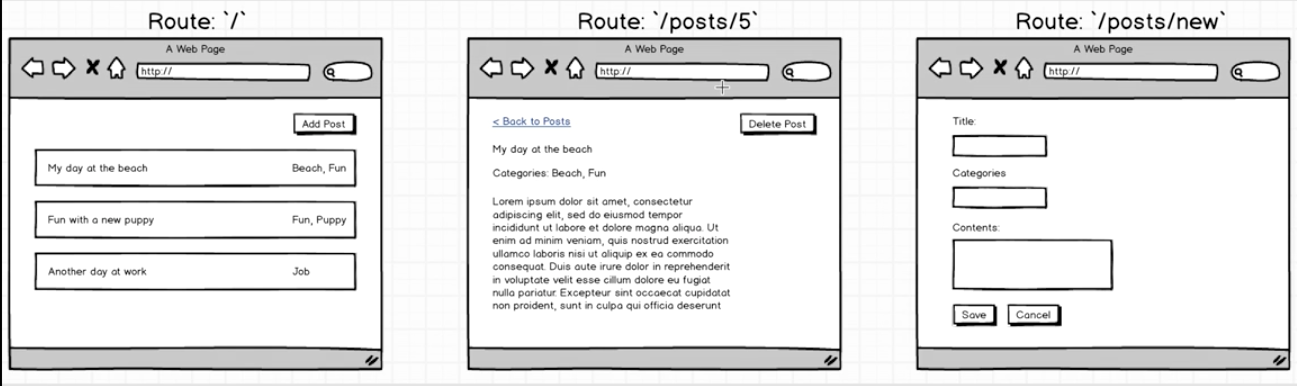 Route: `/`
A Web Page
http://
Add Post
My day at the beach Beach, Fun
Fun with a new puppy Fun, Puppy
Another day at work Job
Route: `/posts/5`
A Web Page
http://
< Back to Posts Delete Post
My day at the beach
Categories: Beach, Fun
Lorem ipsum dolor sit amet, consectetur
adipiscing elit, sed do eiusmod tempor
incididunt ut labore et dolore magna aliqua. Ut
enim ad minim veniam, quis nostrud exercitation
ullamco laboris nisi ut aliquip ex ea commodo
consequat. Duis aute irure dolor in reprehenderit
in voluptate velit esse cillum dolore eu fugiat
nulla pariatur. Excepteur sint occaecat cupidatat
non proident, sunt in culpa qui officia deserunt
Route: `/posts/new`
A Web Page
http://
Title:
Categories
Contents:
Save Cancel